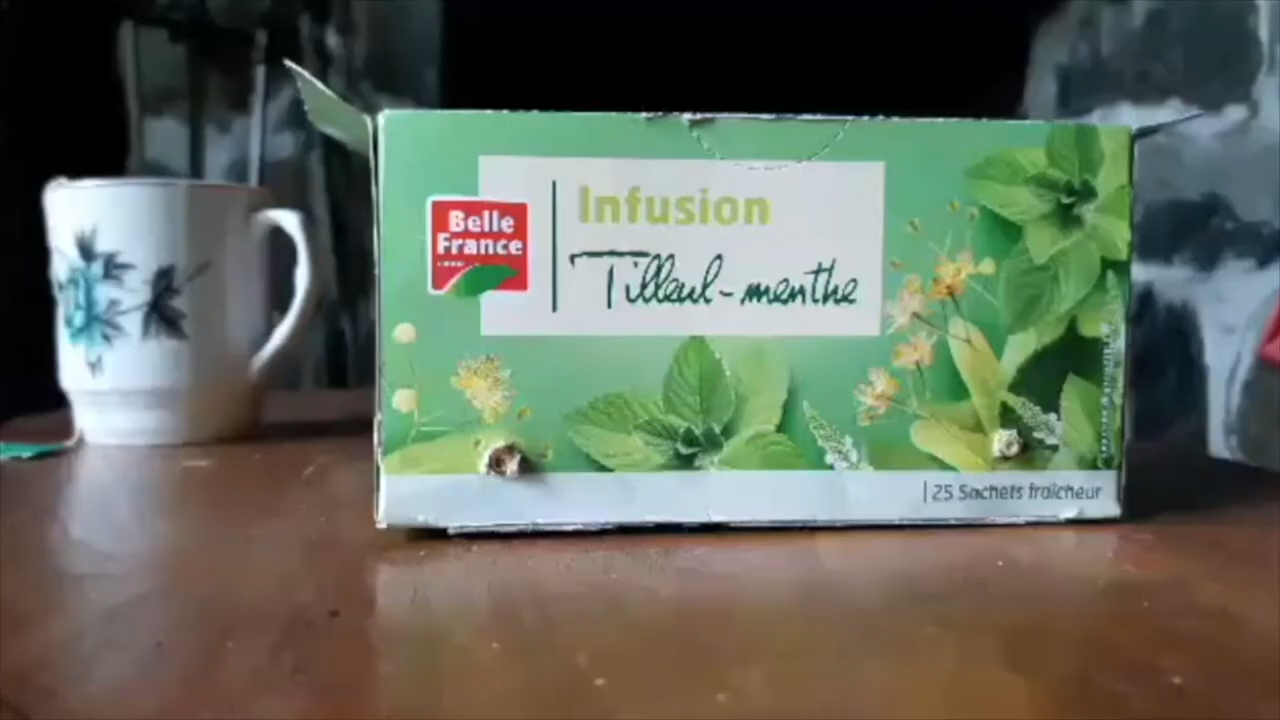 Belle
France
Infusion
Tilleul-menthe
25 Sachets fraîcheur